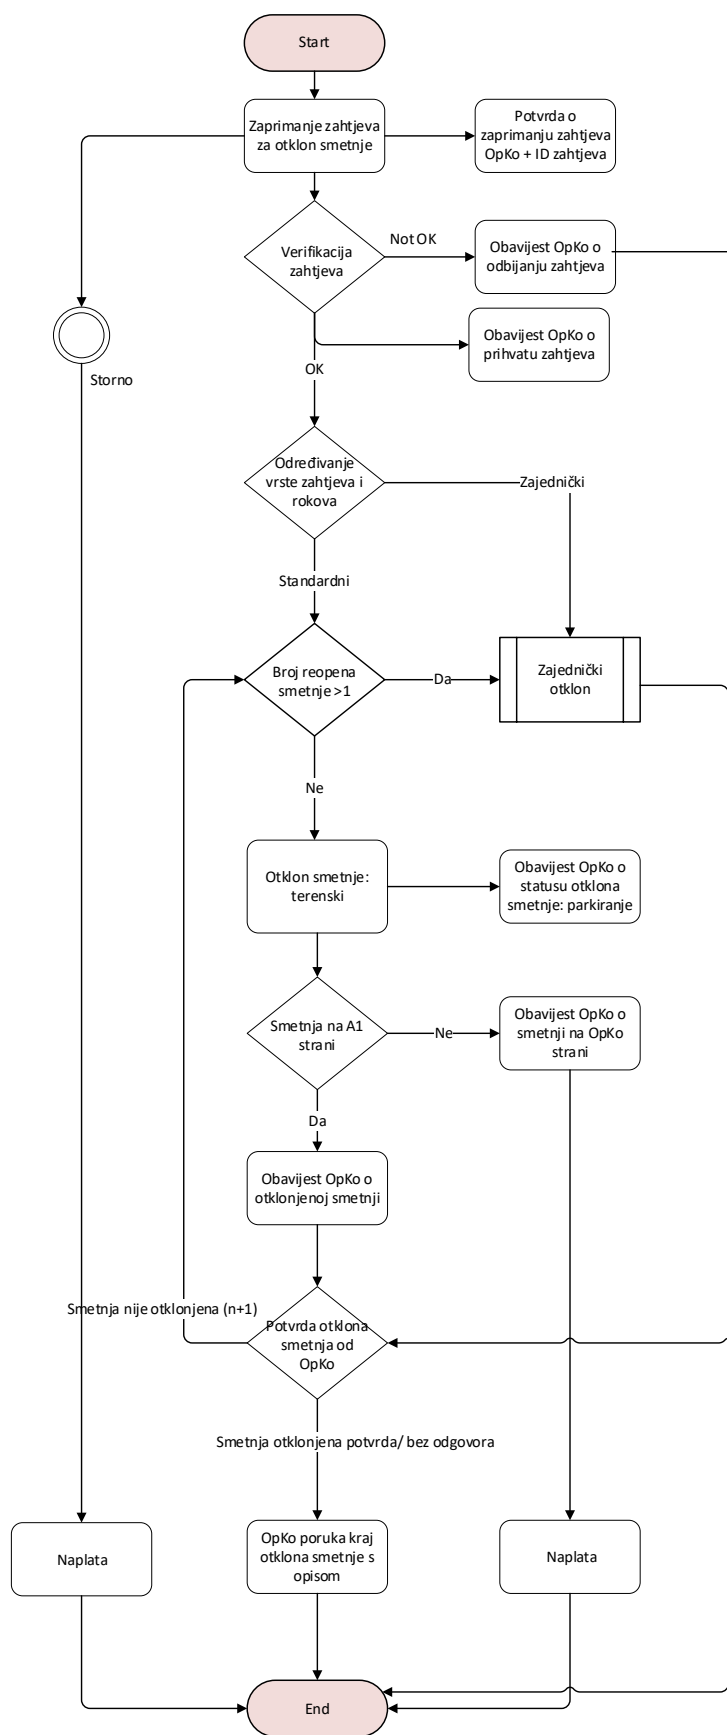 Start
Zaprimanje zahtjeva
za otklon smetnje
Potvrda o
zaprimanju zahtjeva
OpKo + ID zahtjeva
Verifikacija
zahtjeva
Not OK
Obavijest OpKo o
odbijanju zahtjeva
Obavijest OpKo o
prihvatu zahtjeva
Storno
OK
Određivanje
vrste zahtjeva i
rokova
Zajednički
Standardni
Broj reopena
smetnje >1
Da
Zajednički
otklon
Ne
Otklon smetnje:
terenski
Obavijest OpKo o
statusu otklona
smetnje: parkiranje
Smetnja na A1
strani
Ne
Obavijest OpKo o
smetnji na OpKo
strani
Da
Obavijest OpKo o
otklonjenoj smetnji
Smetnja nije otklonjena (n+1)
Potvrda otklona
smetnja od
OpKo
Smetnja otklonjena potvrda/ bez odgovora
Naplata
OpKo poruka kraj
otklona smetnje s
opisom
Naplata
End